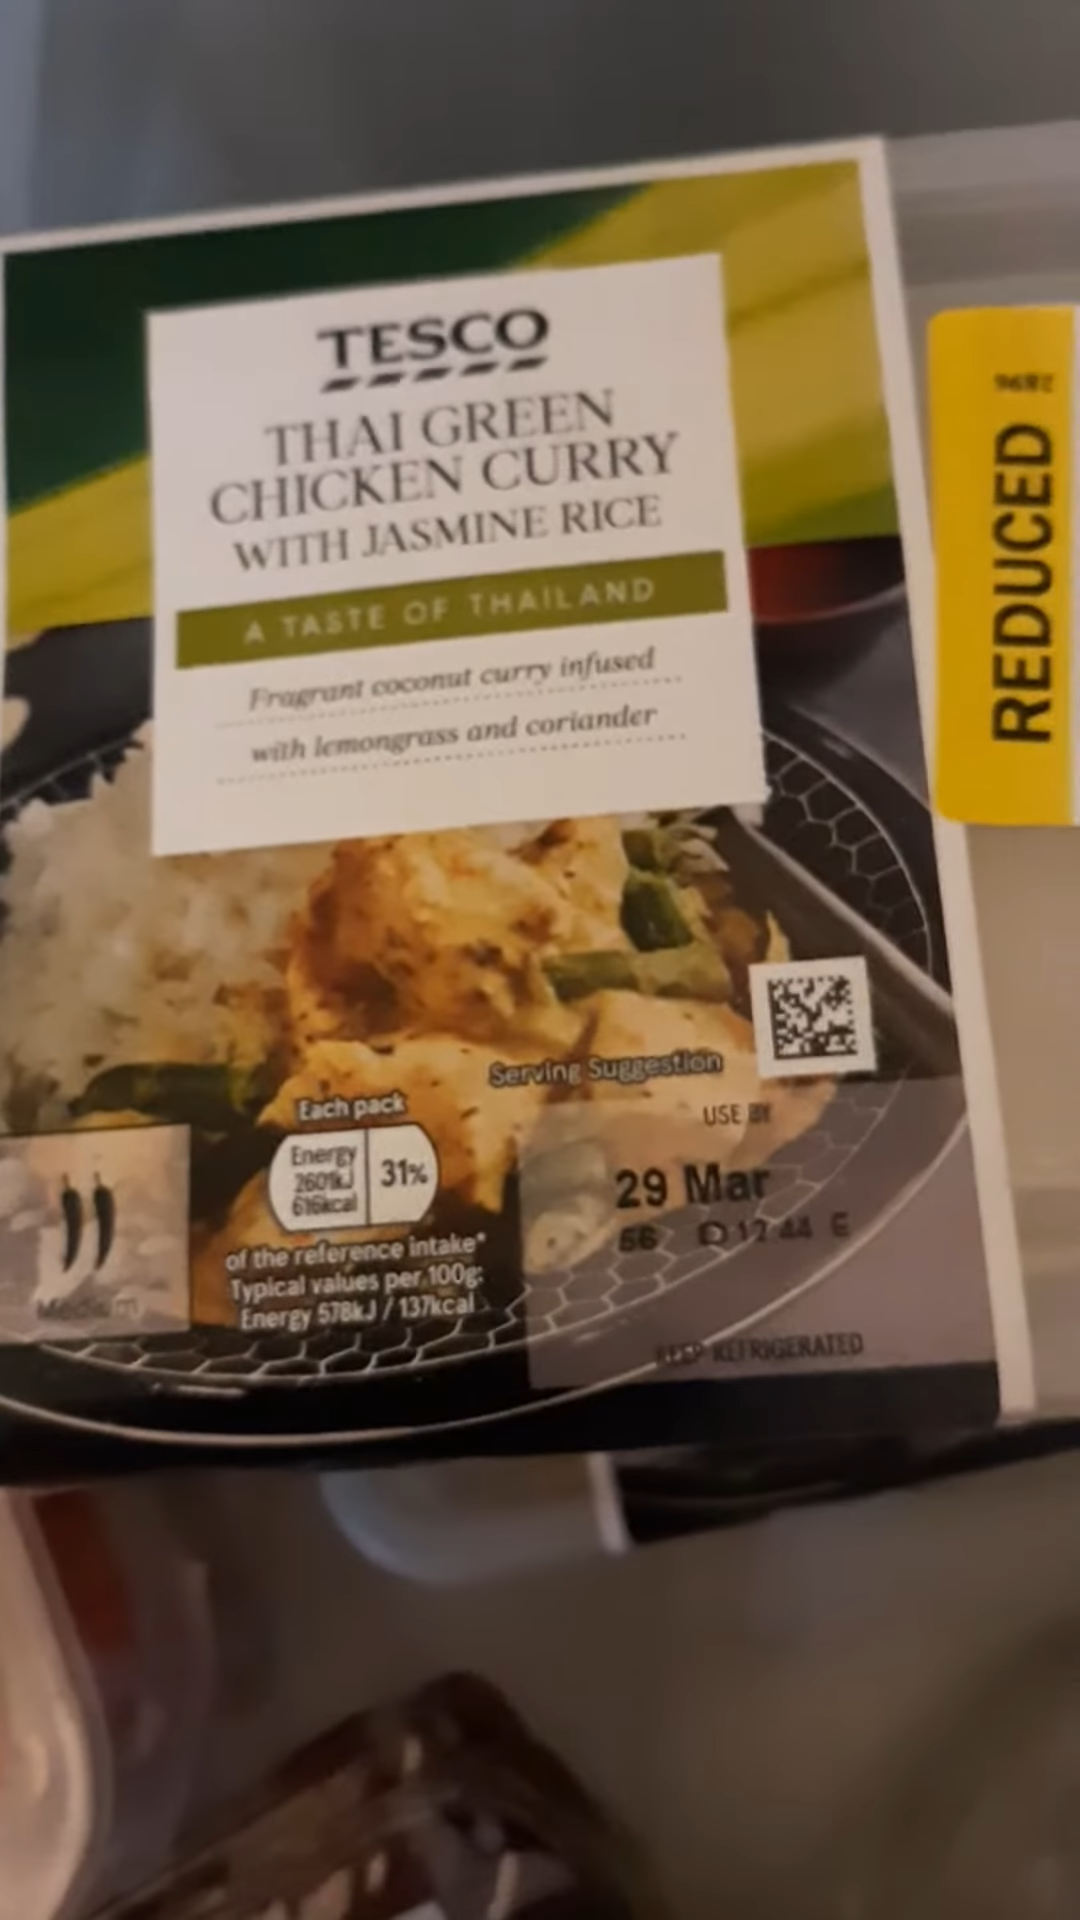 TESCO
THAI GREEN
CHICKEN CURRY
WITH JASMINE RICE
A TASTE OF THAILAND
Fragrant coconut curry infused
with lemongrass and coriander
REDUCED
Serving Suggestion
Each pack
Energy
2601kJ
616kcal
31%
of the reference intake*
Typical values per 100g:
Energy 578kJ / 137kcal
Medium
USE BY
29 Mar
KEEP REFRIGERATED